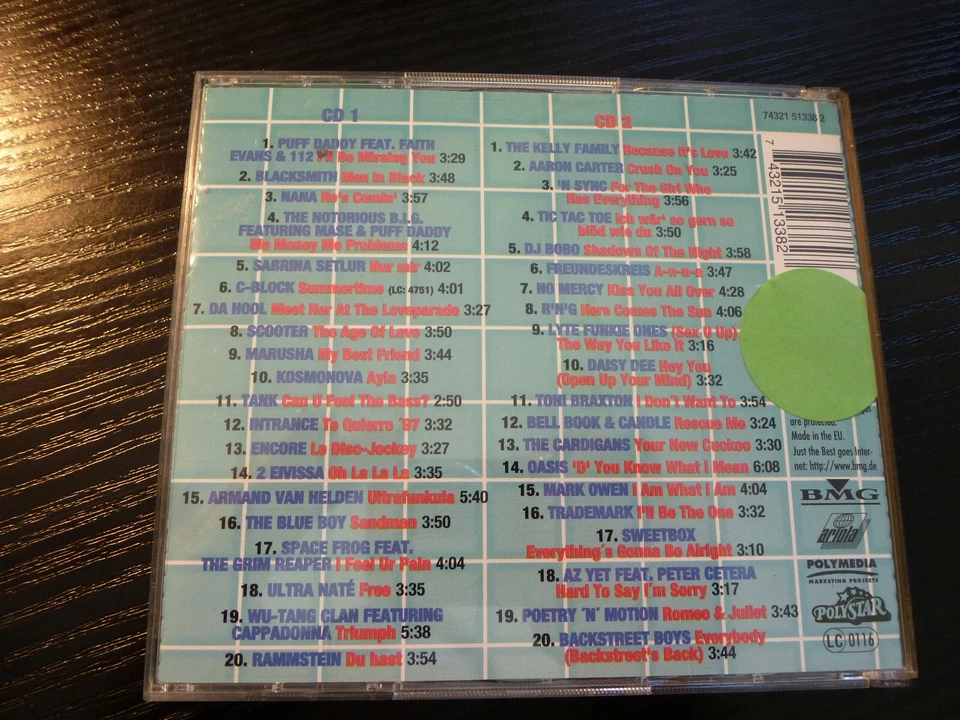 CD 1
1. PUFF DADDY FEAT. FAITH
EVANS & 112 I'll Be Missing You 3:29
2. BLACKSMITH Men In Black 3:48
3. NANA He's Comin' 3:57
4. THE NOTORIOUS B.I.G.
FEATURING MASE & PUFF DADDY
Mo Money Mo Problems 4:12
5. SABRINA SETLUR Nur mir 4:02
6. C-BLOCK Summertime (LC: 4751) 4:01
7. DA HOOL Meet Her At The Loveparade 3:27
8. SCOOTER The Age Of Love 3:50
9. MARUSHA My Best Friend 3:44
10. KOSMONOVA Ayla 3:35
11. TANK Can U Feel The Bass? 2:50
12. INTRANCE Te Quierro '97 3:32
13. ENCORE Le Disc-Jockey 3:27
14. 2 EIVISSA Oh La La La 3:35
15. ARMAND VAN HELDEN Ultrafunkula 5:40
16. THE BLUE BOY Sandman 3:50
17. SPACE FROG FEAT.
THE GRIM REAPER I Feel Ur Pain 4:04
18. ULTRA NATÉ Free 3:35
19. WU-TANG CLAN FEATURING
CAPPADONNA Triumph 5:38
20. RAMMSTEIN Du hast 3:54
CD 2
1. THE KELLY FAMILY Because It's Love 3:42
2. AARON CARTER Crush On You 3:25
3. 'N SYNC For The Girl Who
Has Everything 3:56
4. TIC TAC TOE Ich wär' so gern so
blöd wie du 3:50
5. DJ BOBO Shadows Of The Night 3:58
6. FREUNDESKREIS A-n-n-a 3:47
7. NO MERCY Kiss You All Over 4:28
8. R'N'G Here Comes The Sun 4:06
9. LYTE FUNKIE ONES (Sex U Up)
The Way You Like It 3:16
10. DAISY DEE Hey You
(Open Up Your Mind) 3:32
11. TONI BRAXTON I Don't Want To 3:54
12. BELL BOOK & CANDLE Rescue Me 3:24
13. THE CARDIGANS Your New Cuckoo 3:30
14. OASIS 'D' You Know What I Mean 6:08
15. MARK OWEN I Am What I Am 4:04
16. TRADEMARK I'll Be The One 3:32
17. SWEETBOX
Everything's Gonna Be Alright 3:10
18. AZ YET FEAT. PETER CETERA
Hard To Say I'm Sorry 3:17
19. POETRY 'N' MOTION Romeo & Juliet 3:43
20. BACKSTREET BOYS Everybody
(Backstreet's Back) 3:44
74321 51338 2
7 43215 13382
are protected.
Made in the EU.
Just the Best goes Inter-
net: http://www.bmg.de
BMG
ariola
POLYMEDIA
MARKETING PROJECTS
POLYSTAR
LC 0116